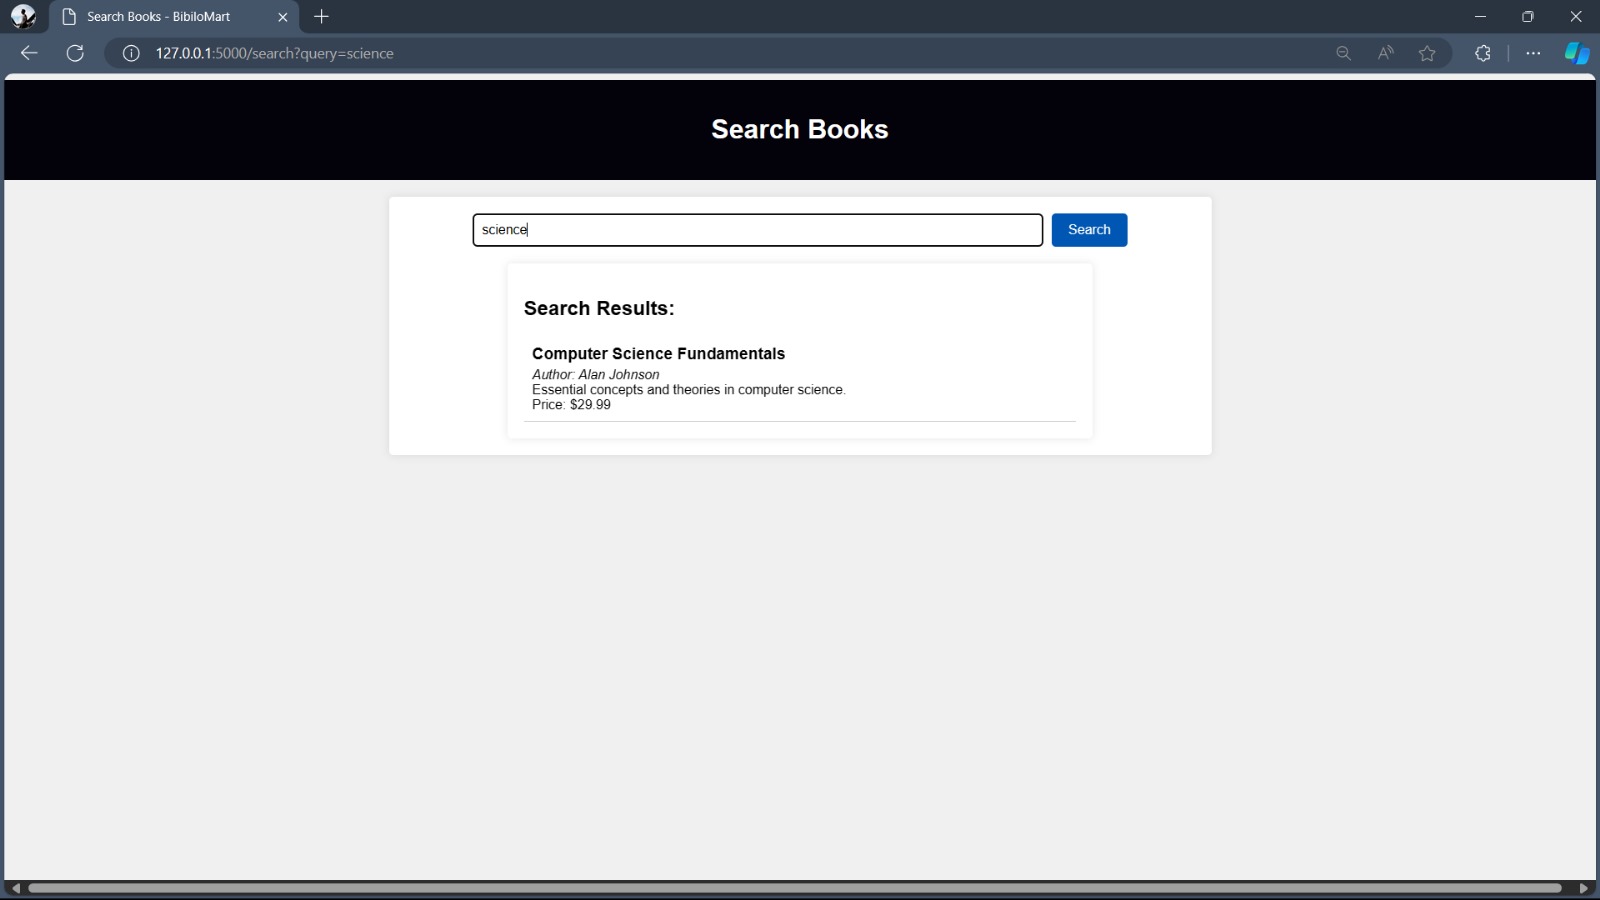 Search Books - BibiloMart
127.0.0.1:5000/search?query=science
Search Books
science
Search
Search Results:
Computer Science Fundamentals
Author: Alan Johnson
Essential concepts and theories in computer science.
Price: $29.99